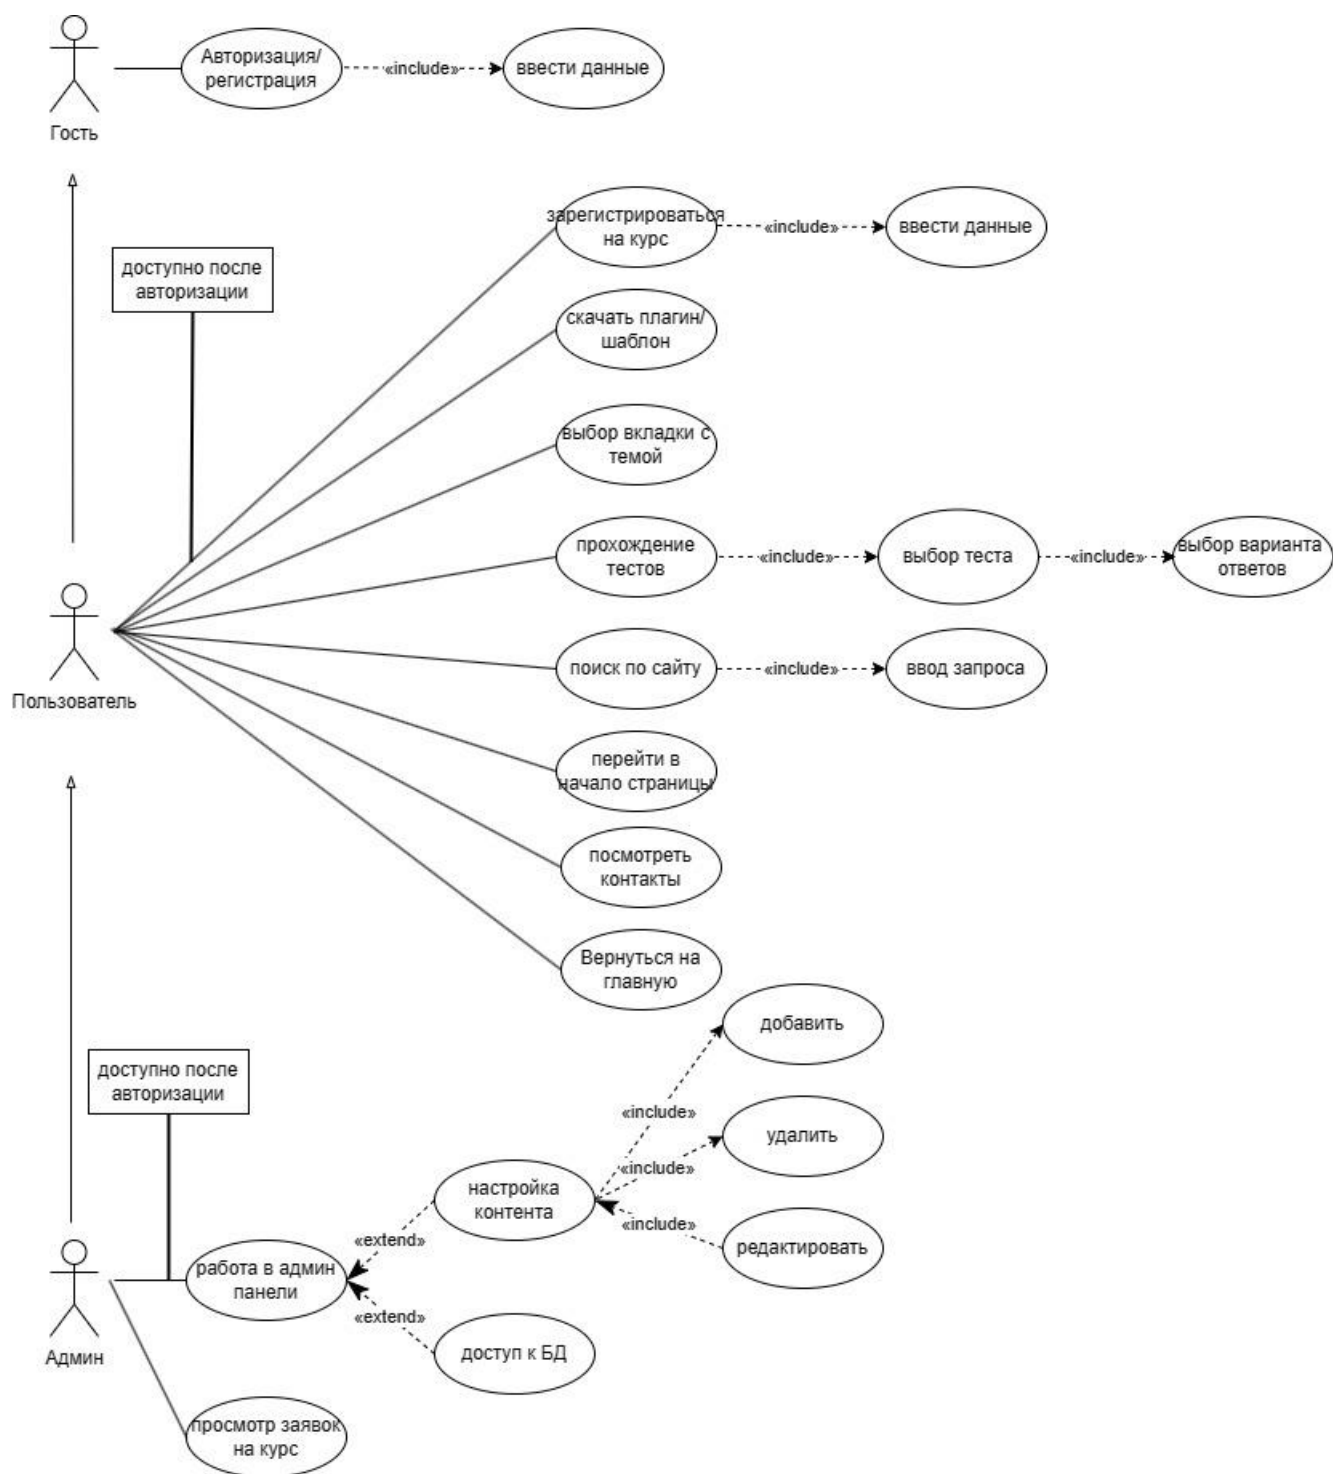 Авторизация/
регистрация
«include»
ввести данные
Гость
зарегистрироваться
на курс
«include»
ввести данные
доступно после
авторизации
скачать плагин/
шаблон
выбор вкладки с
темой
прохождение
тестов
«include»
выбор теста
«include»
выбор варианта
ответов
Пользователь
поиск по сайту
«include»
ввод запроса
перейти в
начало страницы
посмотреть
контакты
Вернуться на
главную
добавить
доступно после
авторизации
«include»
удалить
«include»
настройка
контента
«include»
редактировать
«extend»
работа в админ
панели
«extend»
доступ к БД
Админ
просмотр заявок
на курс